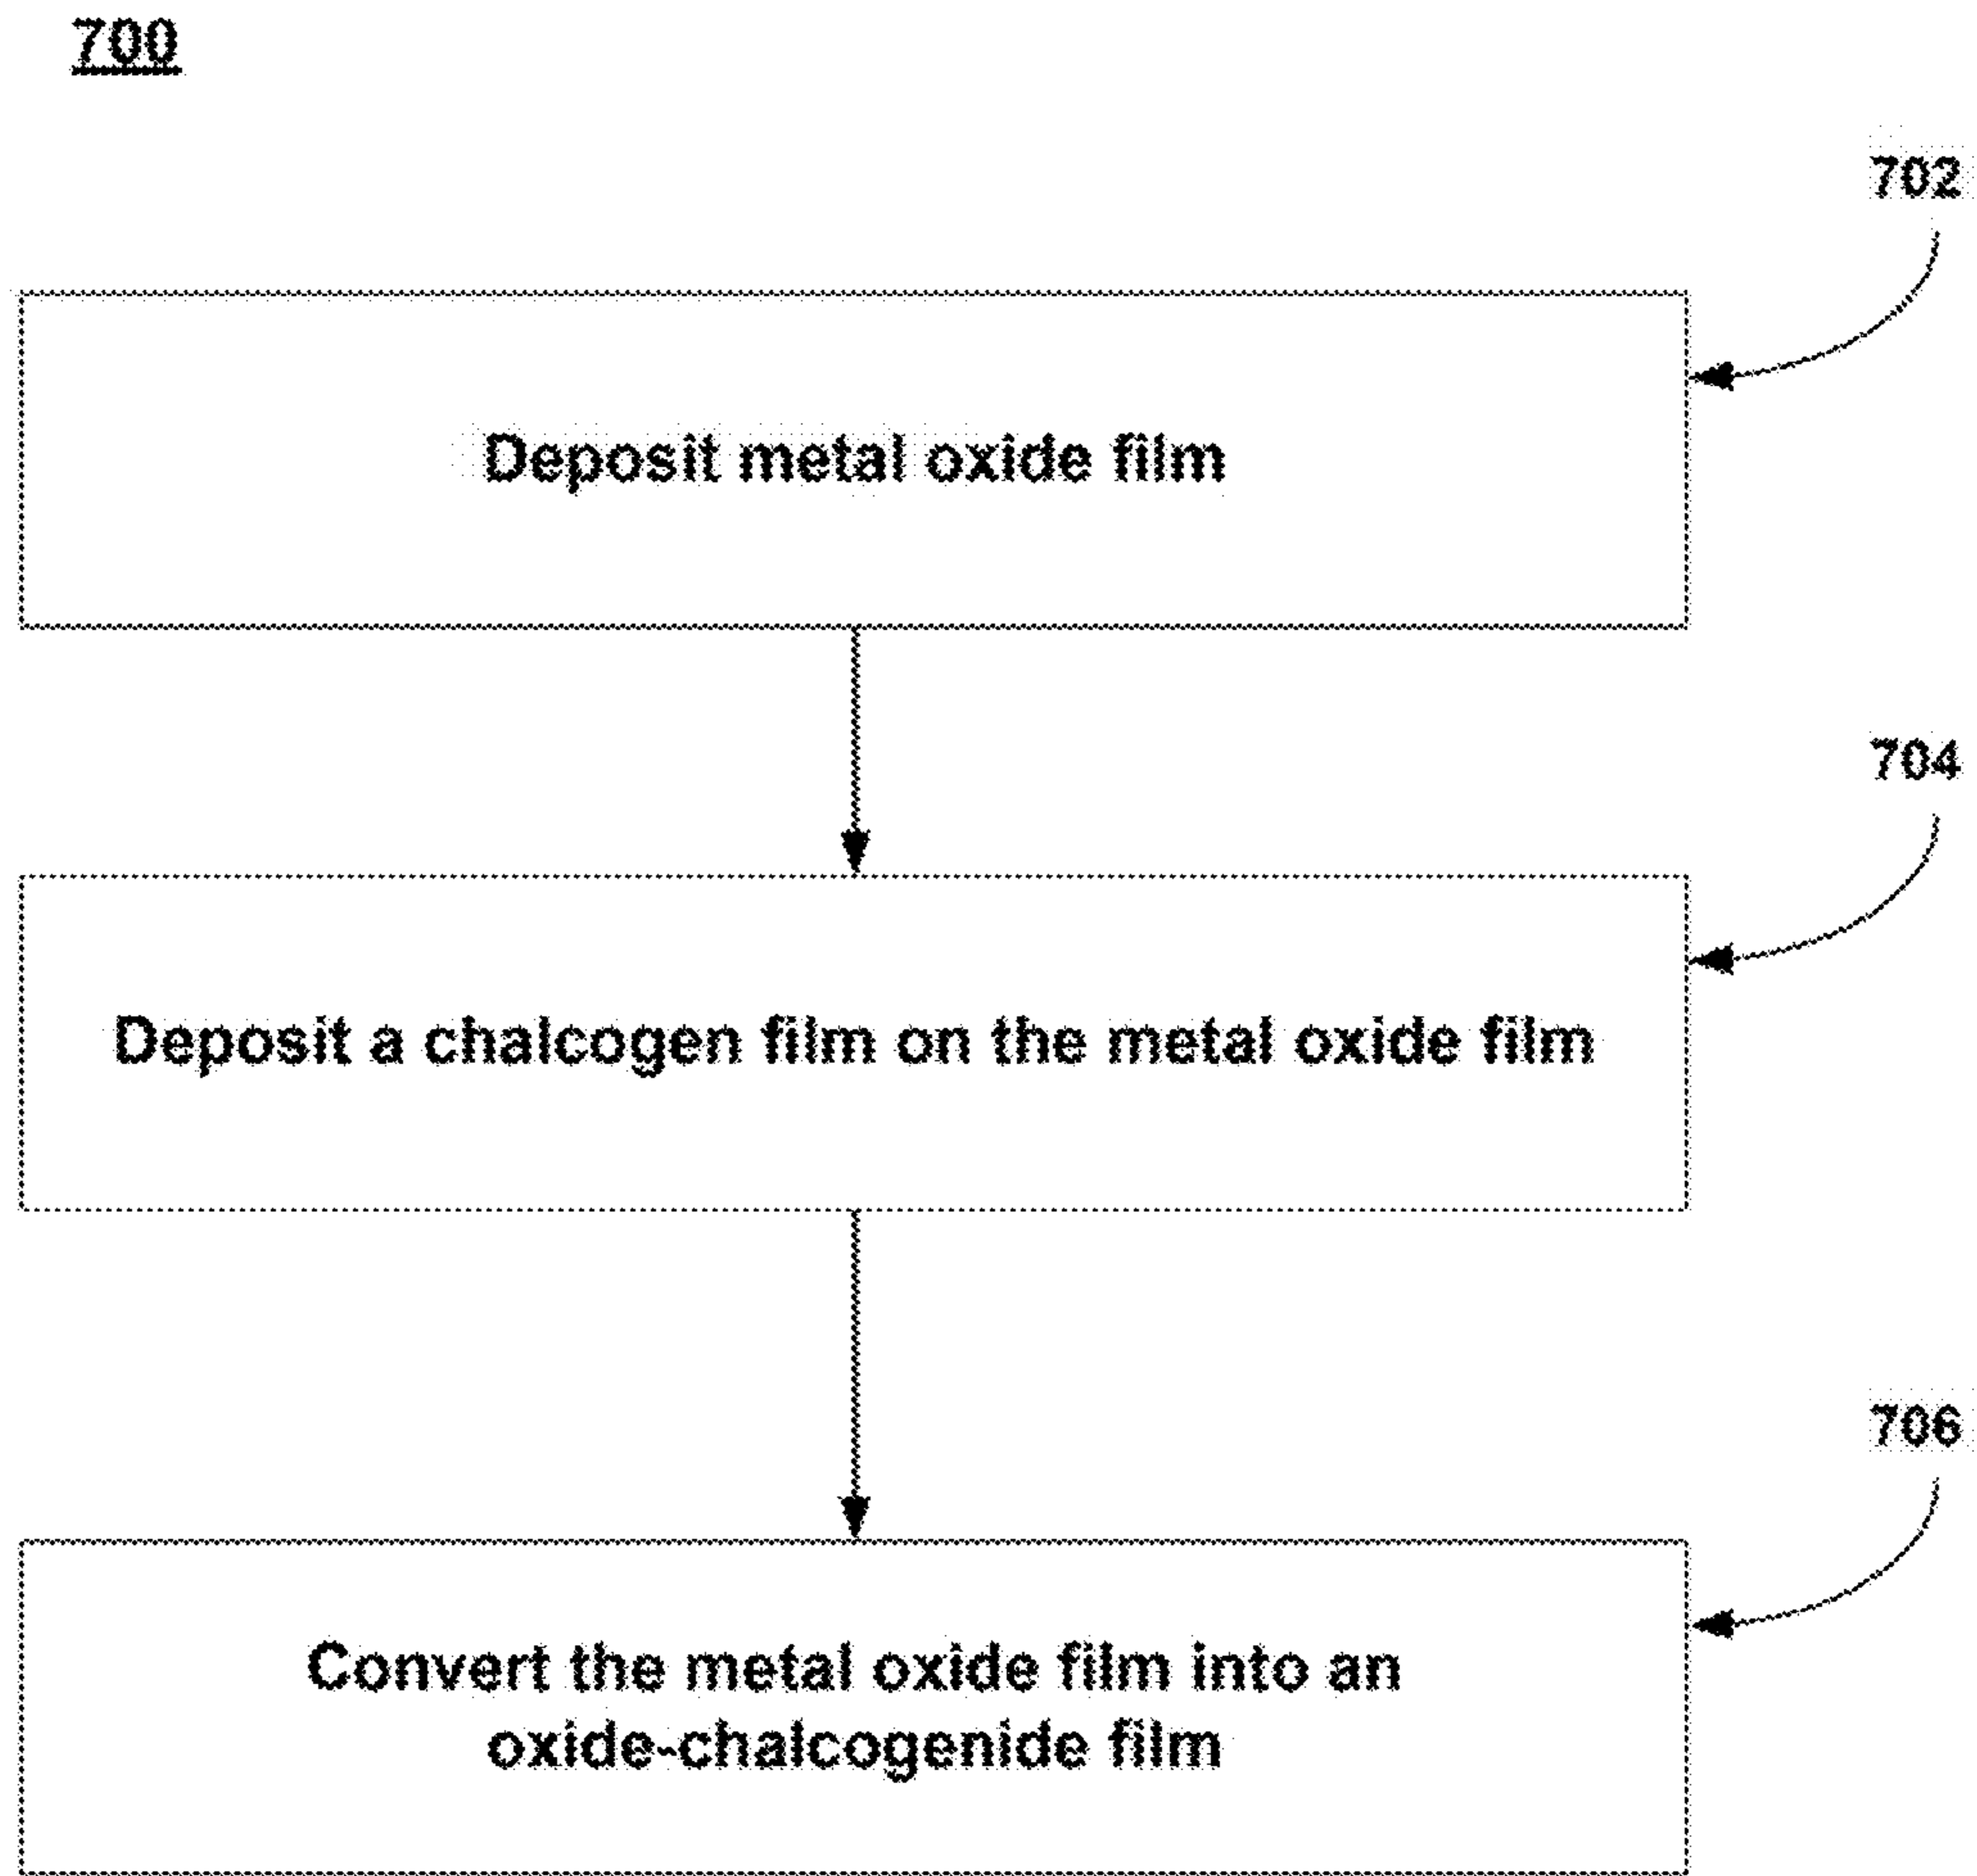 700
702
Deposit metal oxide film
704
Deposit a chalcogen film on the metal oxide film
706
Convert the metal oxide film into an
oxide-chalcogenide film